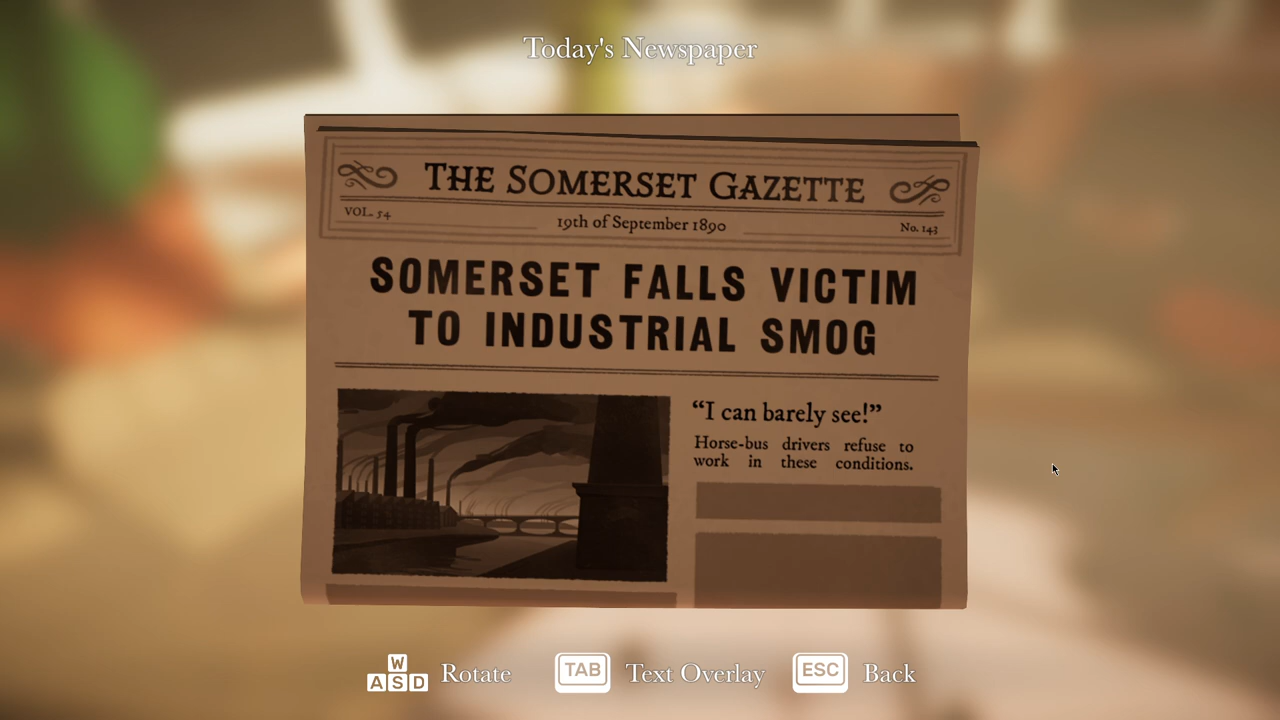 Today's Newspaper
THE SOMERSET GAZETTE
VOL. 54
19th of September 1890
No. 143
SOMERSET FALLS VICTIM
TO INDUSTRIAL SMOG
“I can barely see!”
Horse-bus drivers refuse to
work in these conditions.
W
A S D
Rotate
TAB
Text Overlay
ESC
Back